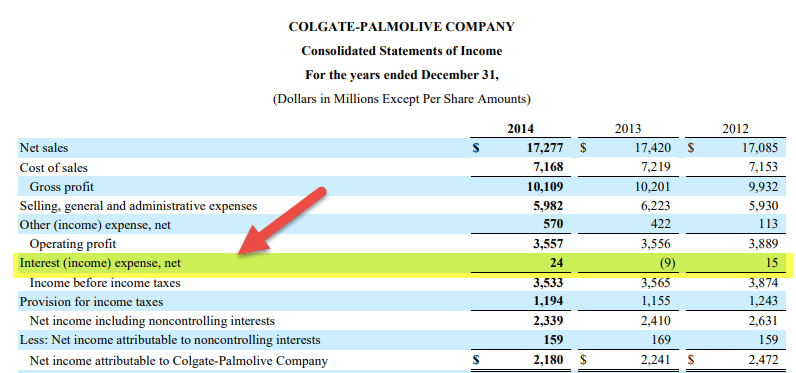 COLGATE-PALMOLIVE COMPANY
Consolidated Statements of Income
For the years ended December 31,
(Dollars in Millions Except Per Share Amounts)
2014 2013 2012
Net sales $ 17,277 $ 17,420 $ 17,085
Cost of sales 7,168 7,219 7,153
Gross profit 10,109 10,201 9,932
Selling, general and administrative expenses 5,982 6,223 5,930
Other (income) expense, net 570 422 113
Operating profit 3,557 3,556 3,889
Interest (income) expense, net 24 (9) 15
Income before income taxes 3,533 3,565 3,874
Provision for income taxes 1,194 1,155 1,243
Net income including noncontrolling interests 2,339 2,410 2,631
Less: Net income attributable to noncontrolling interests 159 169 159
Net income attributable to Colgate-Palmolive Company $ 2,180 $ 2,241 $ 2,472